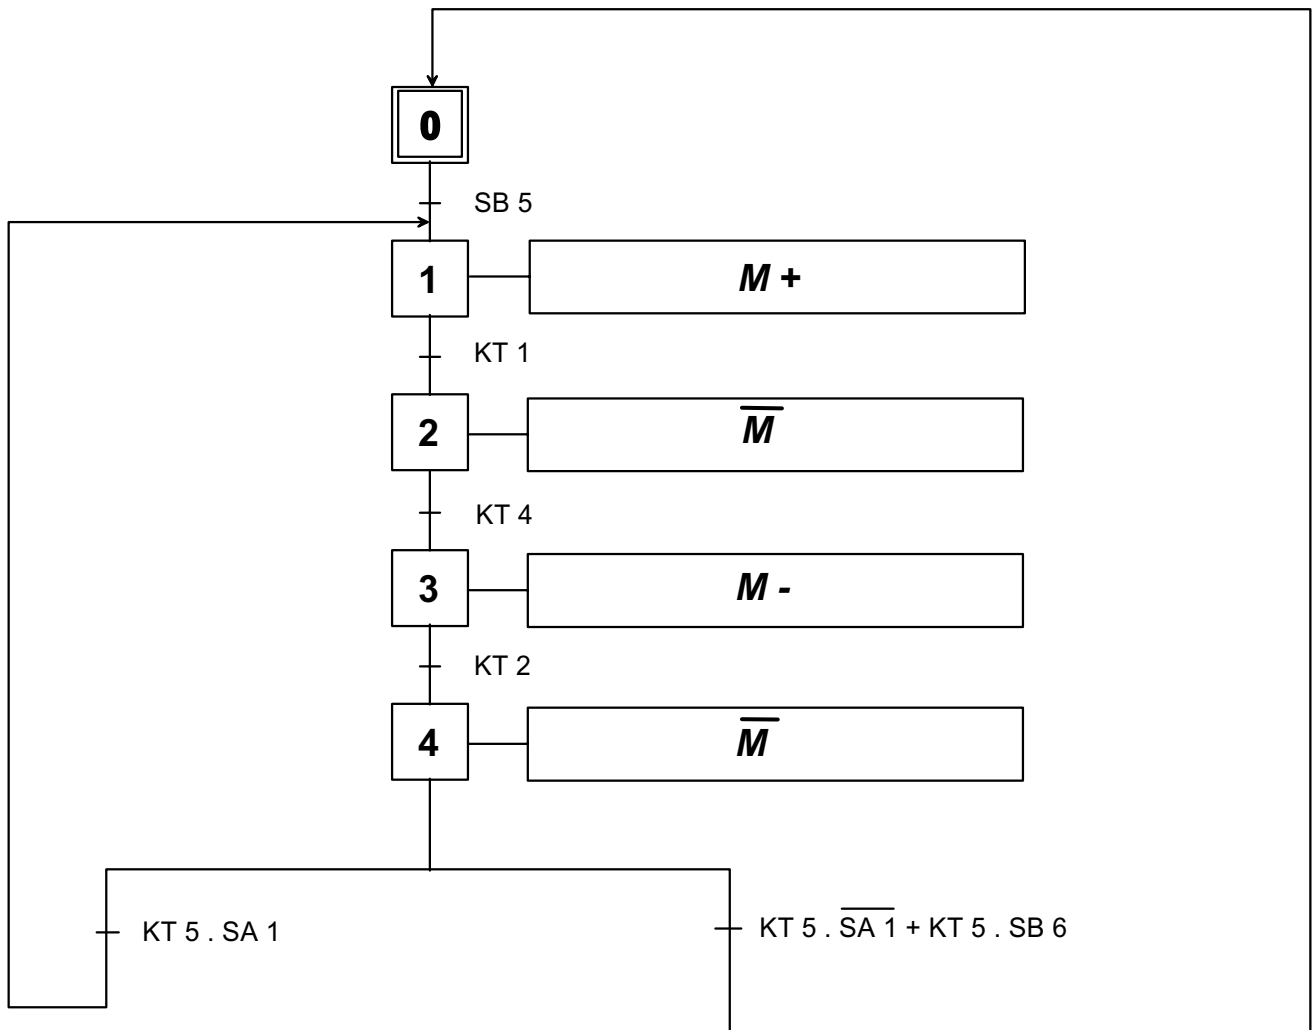 0
SB 5
1 M +
KT 1
2 M̅
KT 4
3 M -
KT 2
4 M̅
KT 5 . SA 1
KT 5 . S̅A̅ ̅1̅ + KT 5 . SB 6